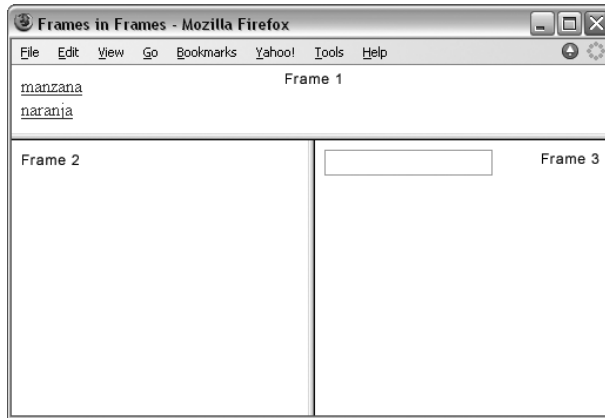 Frames in Frames - Mozilla Firefox
File Edit View Go Bookmarks Yahoo! Tools Help
manzana
naranja
Frame 1
Frame 2
Frame 3